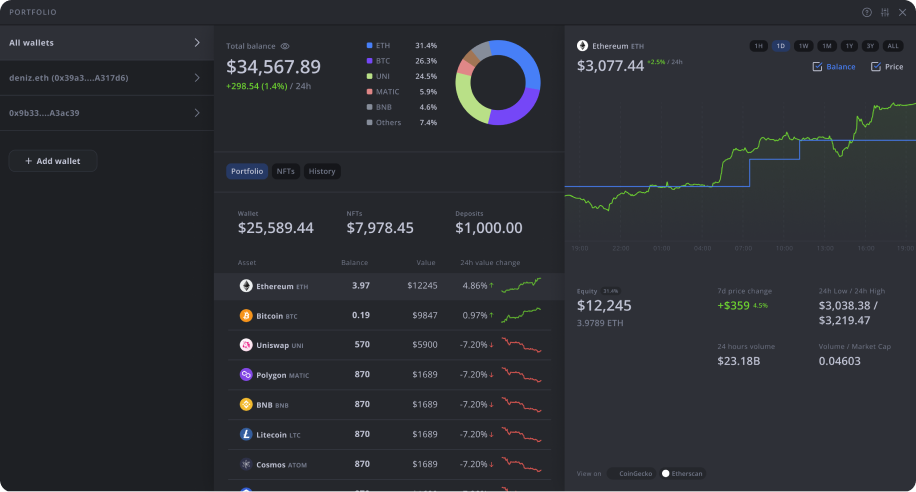 PORTFOLIO
All wallets
deniz.eth (0x39a3....A317d6)
0x9b33....A3ac39
+ Add wallet
Total balance
$34,567.89
+298.54 (1.4%) / 24h
ETH 31.4%
BTC 26.3%
UNI 24.5%
MATIC 5.9%
BNB 4.6%
Others 7.4%
Portfolio NFTs History
Wallet NFTs Deposits
$25,589.44 $7,978.45 $1,000.00
Asset Balance Value 24h value change
Ethereum ETH 3.97 $12245 4.86% ↑
Bitcoin BTC 0.19 $9847 0.97% ↑
Uniswap UNI 570 $5900 -7.20% ↓
Polygon MATIC 870 $1689 -7.20% ↓
BNB BNB 870 $1689 -7.20% ↓
Litecoin LTC 870 $1689 -7.20% ↓
Cosmos ATOM 870 $1689 -7.20% ↓
Ethereum ETH
$3,077.44 +2.5% / 24h
1H 1D 1W 1M 1Y 3Y ALL
Balance Price
19:00 22:00 01:00 04:00 07:00 10:00 13:00 16:00 19:00
Equity 31.4%
$12,245
3.9789 ETH
7d price change
+$359 4.5%
24h Low / 24h High
$3,038.38 /
$3,219.47
24 hours volume
$23.18B
Volume / Market Cap
0.04603
View on CoinGecko Etherscan